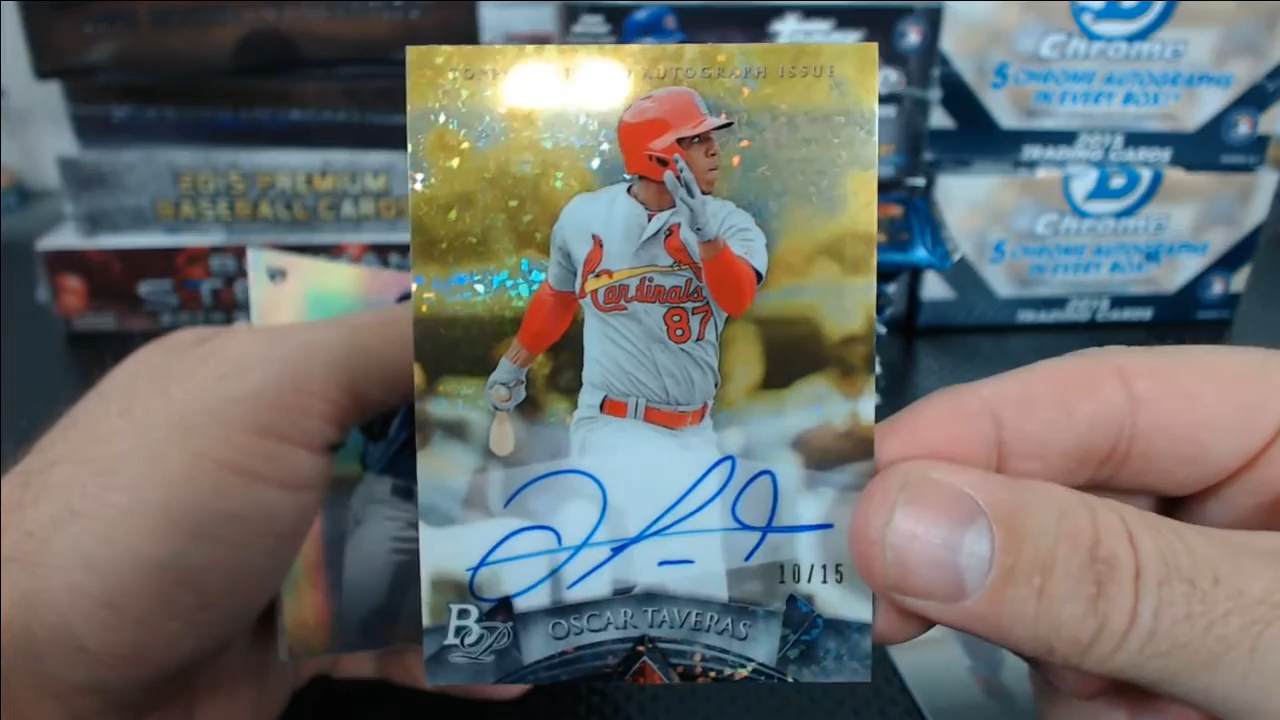 AUTOGRAPH ISSUE
Cardinals
87
10/15
BP
OSCAR TAVERAS
2015 PREMIUM
BASEBALL CARDS
Topps
Chrome
5 CHROME AUTOGRAPHS
IN EVERY BOX!
TRADING CARDS
Chrome
5 CHROME AUTOGRAPHS
IN EVERY BOX!
TRADING CARDS